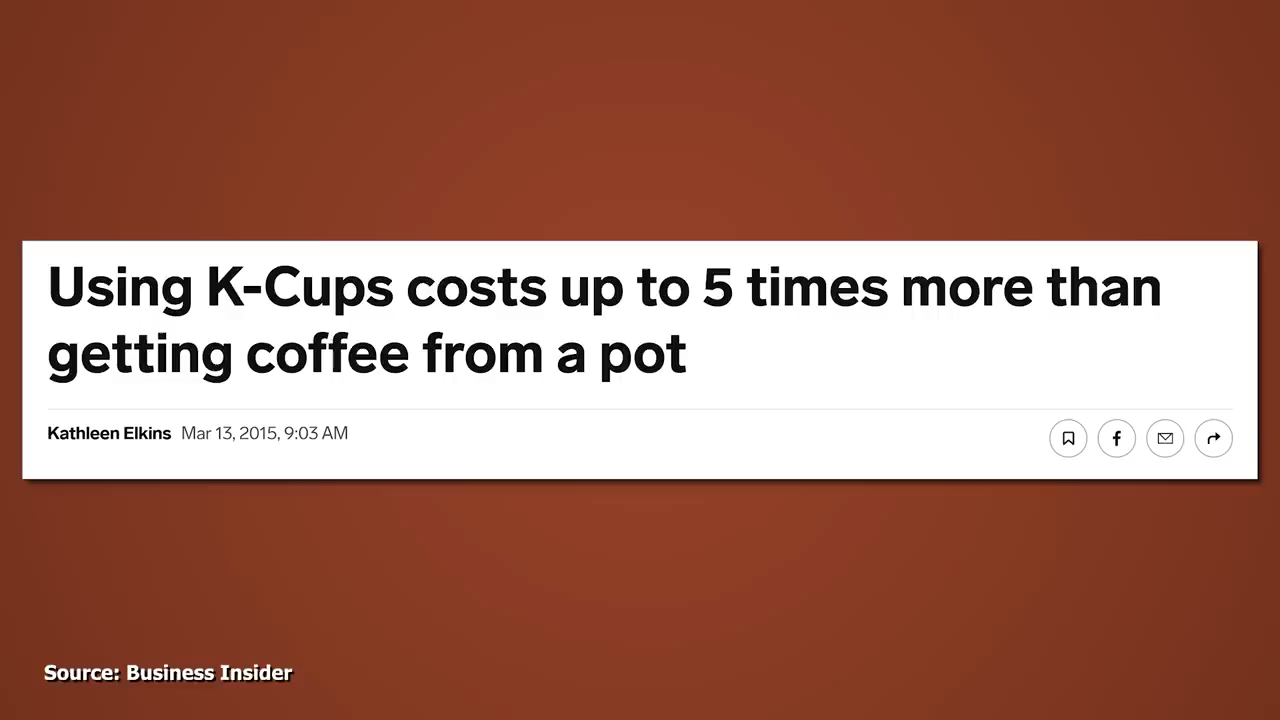 Using K-Cups costs up to 5 times more than
getting coffee from a pot
Kathleen Elkins Mar 13, 2015, 9:03 AM
Source: Business Insider